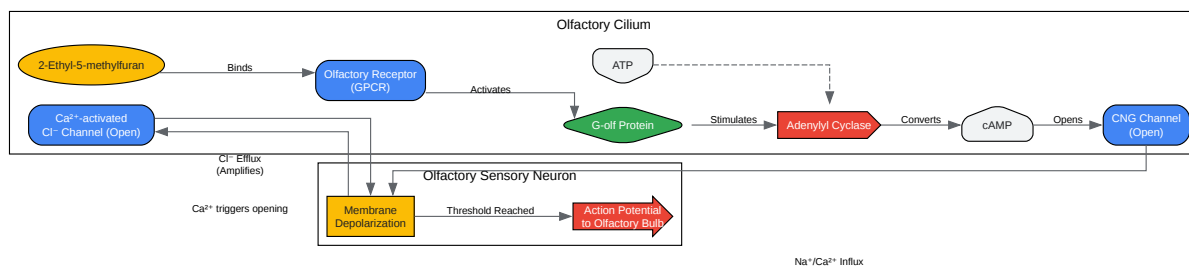 Olfactory Cilium
2-Ethyl-5-methylfuran
Binds
Olfactory Receptor
(GPCR)
Activates
ATP
G-olf Protein
Stimulates
Adenylyl Cyclase
Converts
cAMP
Opens
CNG Channel
(Open)
Ca²⁺-activated
Cl⁻ Channel (Open)
Cl⁻ Efflux
(Amplifies)
Olfactory Sensory Neuron
Ca²⁺ triggers opening
Membrane
Depolarization
Threshold Reached
Action Potential
to Olfactory Bulb
Na⁺/Ca²⁺ Influx